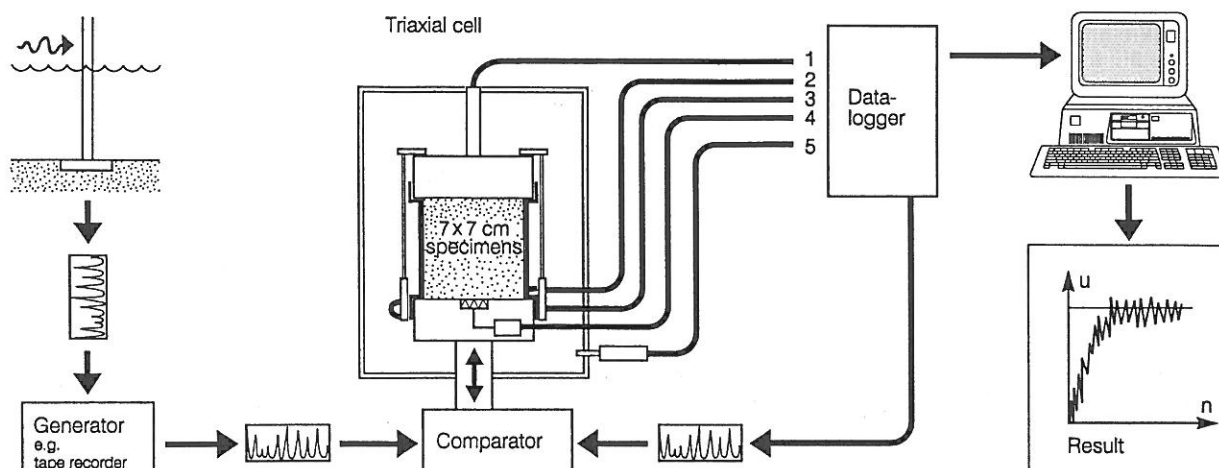 Triaxial cell
1
2
3
4
5
Data-
logger
7 x 7 cm
specimens
u
n
Result
Generator
e.g.
tape recorder
Comparator